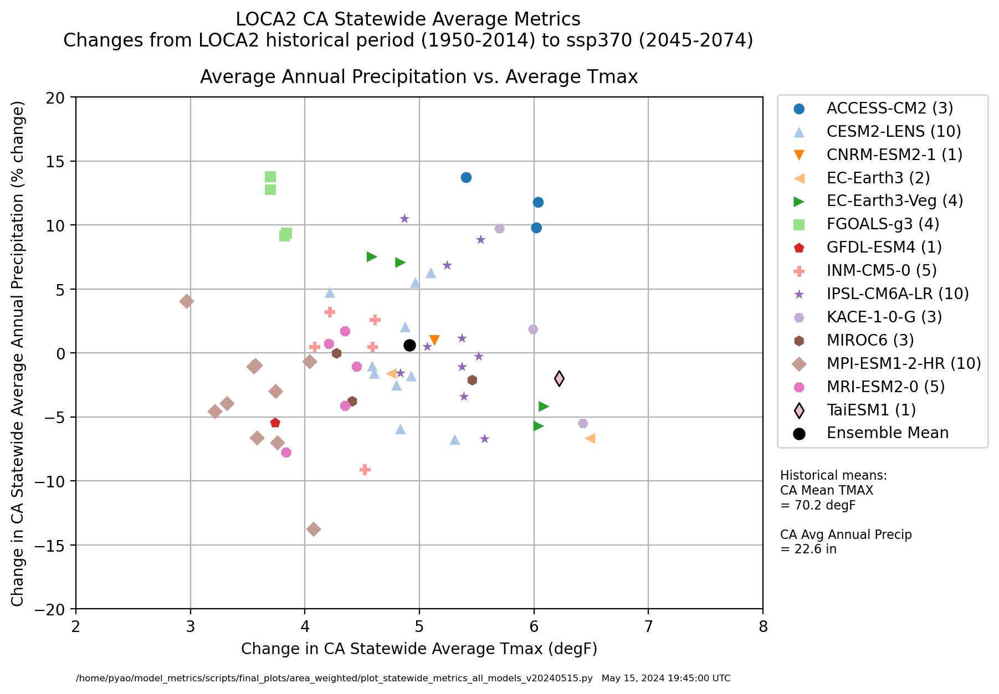 LOCA2 CA Statewide Average Metrics
Changes from LOCA2 historical period (1950-2014) to ssp370 (2045-2074)
Average Annual Precipitation vs. Average Tmax
Change in CA Statewide Average Annual Precipitation (% change)
20
15
10
5
0
−5
−10
−15
−20
2 3 4 5 6 7 8
Change in CA Statewide Average Tmax (degF)
ACCESS-CM2 (3)
CESM2-LENS (10)
CNRM-ESM2-1 (1)
EC-Earth3 (2)
EC-Earth3-Veg (4)
FGOALS-g3 (4)
GFDL-ESM4 (1)
INM-CM5-0 (5)
IPSL-CM6A-LR (10)
KACE-1-0-G (3)
MIROC6 (3)
MPI-ESM1-2-HR (10)
MRI-ESM2-0 (5)
TaiESM1 (1)
Ensemble Mean
Historical means:
CA Mean TMAX
= 70.2 degF
CA Avg Annual Precip
= 22.6 in
/home/pyao/model_metrics/scripts/final_plots/area_weighted/plot_statewide_metrics_all_models_v20240515.py May 15, 2024 19:45:00 UTC